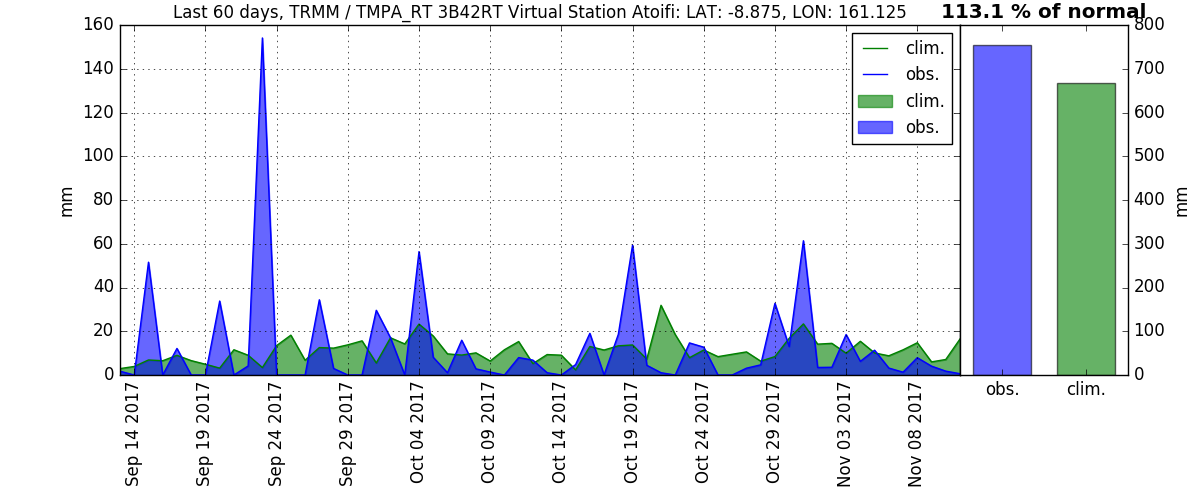 Last 60 days, TRMM / TMPA_RT 3B42RT Virtual Station Atoifi: LAT: -8.875, LON: 161.125
113.1 % of normal
160
140
120
100
80
60
40
20
0
mm
clim.
obs.
clim.
obs.
800
700
600
500
400
300
200
100
0
mm
Sep 14 2017
Sep 19 2017
Sep 24 2017
Sep 29 2017
Oct 04 2017
Oct 09 2017
Oct 14 2017
Oct 19 2017
Oct 24 2017
Oct 29 2017
Nov 03 2017
Nov 08 2017
obs.
clim.